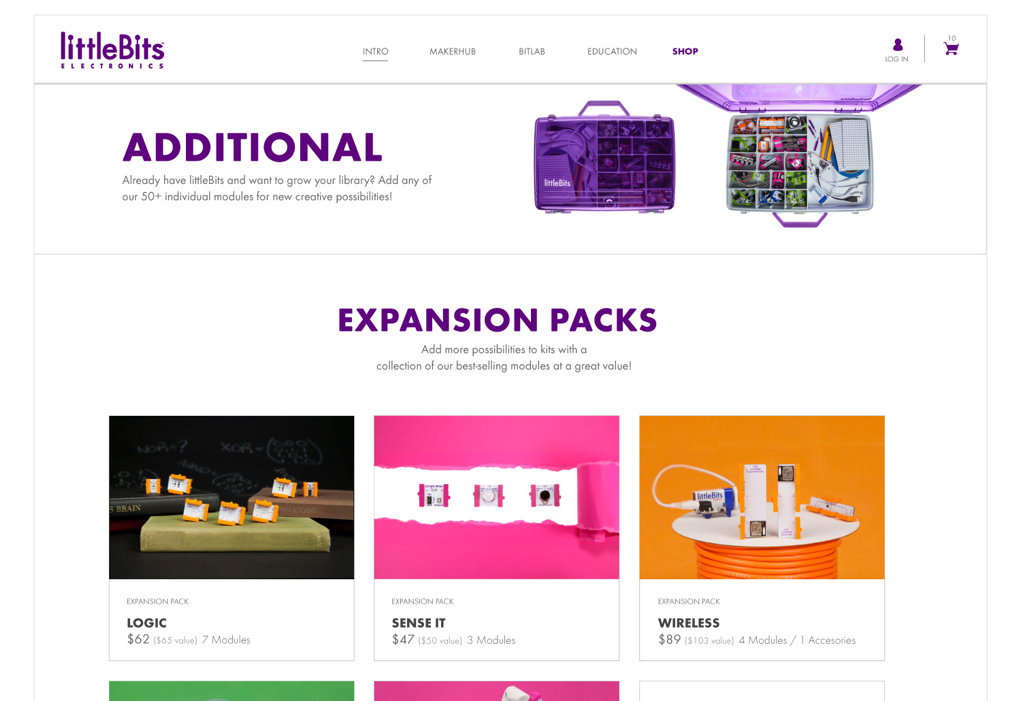 littleBits
ELECTRONICS
INTRO
MAKERHUB
BITLAB
EDUCATION
SHOP
LOG IN
10
ADDITIONAL
Already have littleBits and want to grow your library? Add any of
our 50+ individual modules for new creative possibilities!
littleBits
EXPANSION PACKS
Add more possibilities to kits with a
collection of our best-selling modules at a great value!
NOR=?
XOR=
S BRAIN
littleBits
EXPANSION PACK
LOGIC
$62 ($65 value) 7 Modules
EXPANSION PACK
SENSE IT
$47 ($50 value) 3 Modules
EXPANSION PACK
WIRELESS
$89 ($103 value) 4 Modules / 1 Accesories